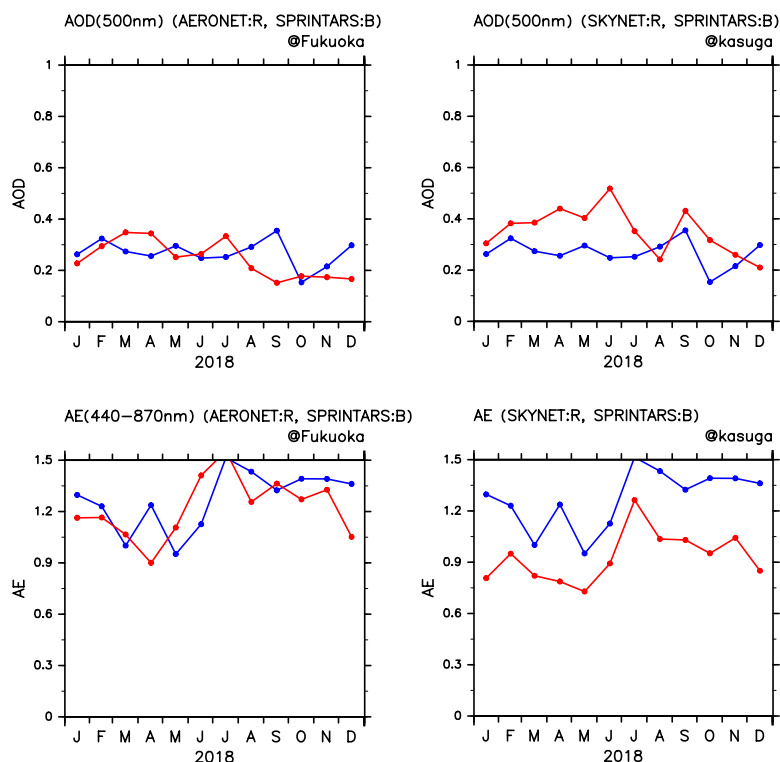 AOD(500nm) (AERONET:R, SPRINTARS:B)
@Fukuoka
1
0.8
0.6
0.4
0.2
0
AOD
J F M A M J J A S O N D
2018
AOD(500nm) (SKYNET:R, SPRINTARS:B)
@kasuga
1
0.8
0.6
0.4
0.2
0
AOD
J F M A M J J A S O N D
2018
AE(440−870nm) (AERONET:R, SPRINTARS:B)
@Fukuoka
1.5
1.2
0.9
0.6
0.3
0
AE
J F M A M J J A S O N D
2018
AE (SKYNET:R, SPRINTARS:B)
@kasuga
1.5
1.2
0.9
0.6
0.3
0
AE
J F M A M J J A S O N D
2018